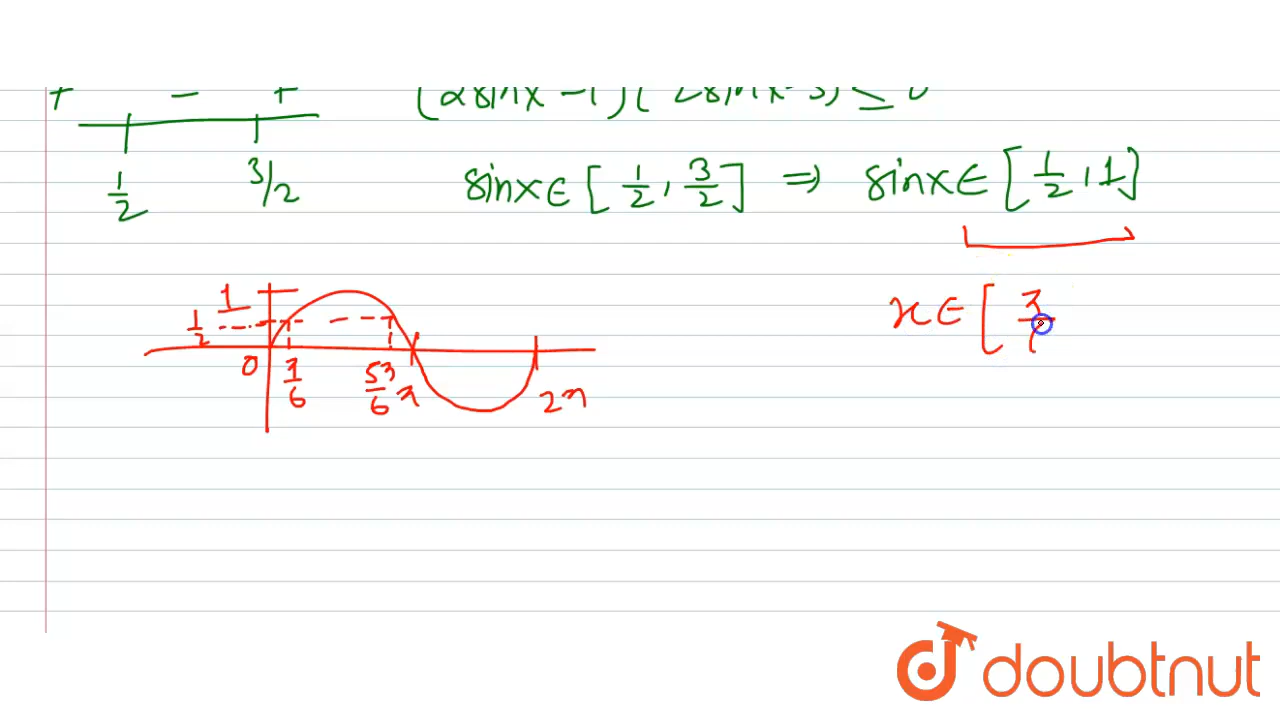 + − + (2sinx −1)(2sinx-3) ≤ 0
1/2 3/2 sinx∈[1/2, 3/2] ⇒ sinx∈[1/2, 1]
1
1/2
x∈[π/
0 π/6 5π/6 π 2π
doubtnut